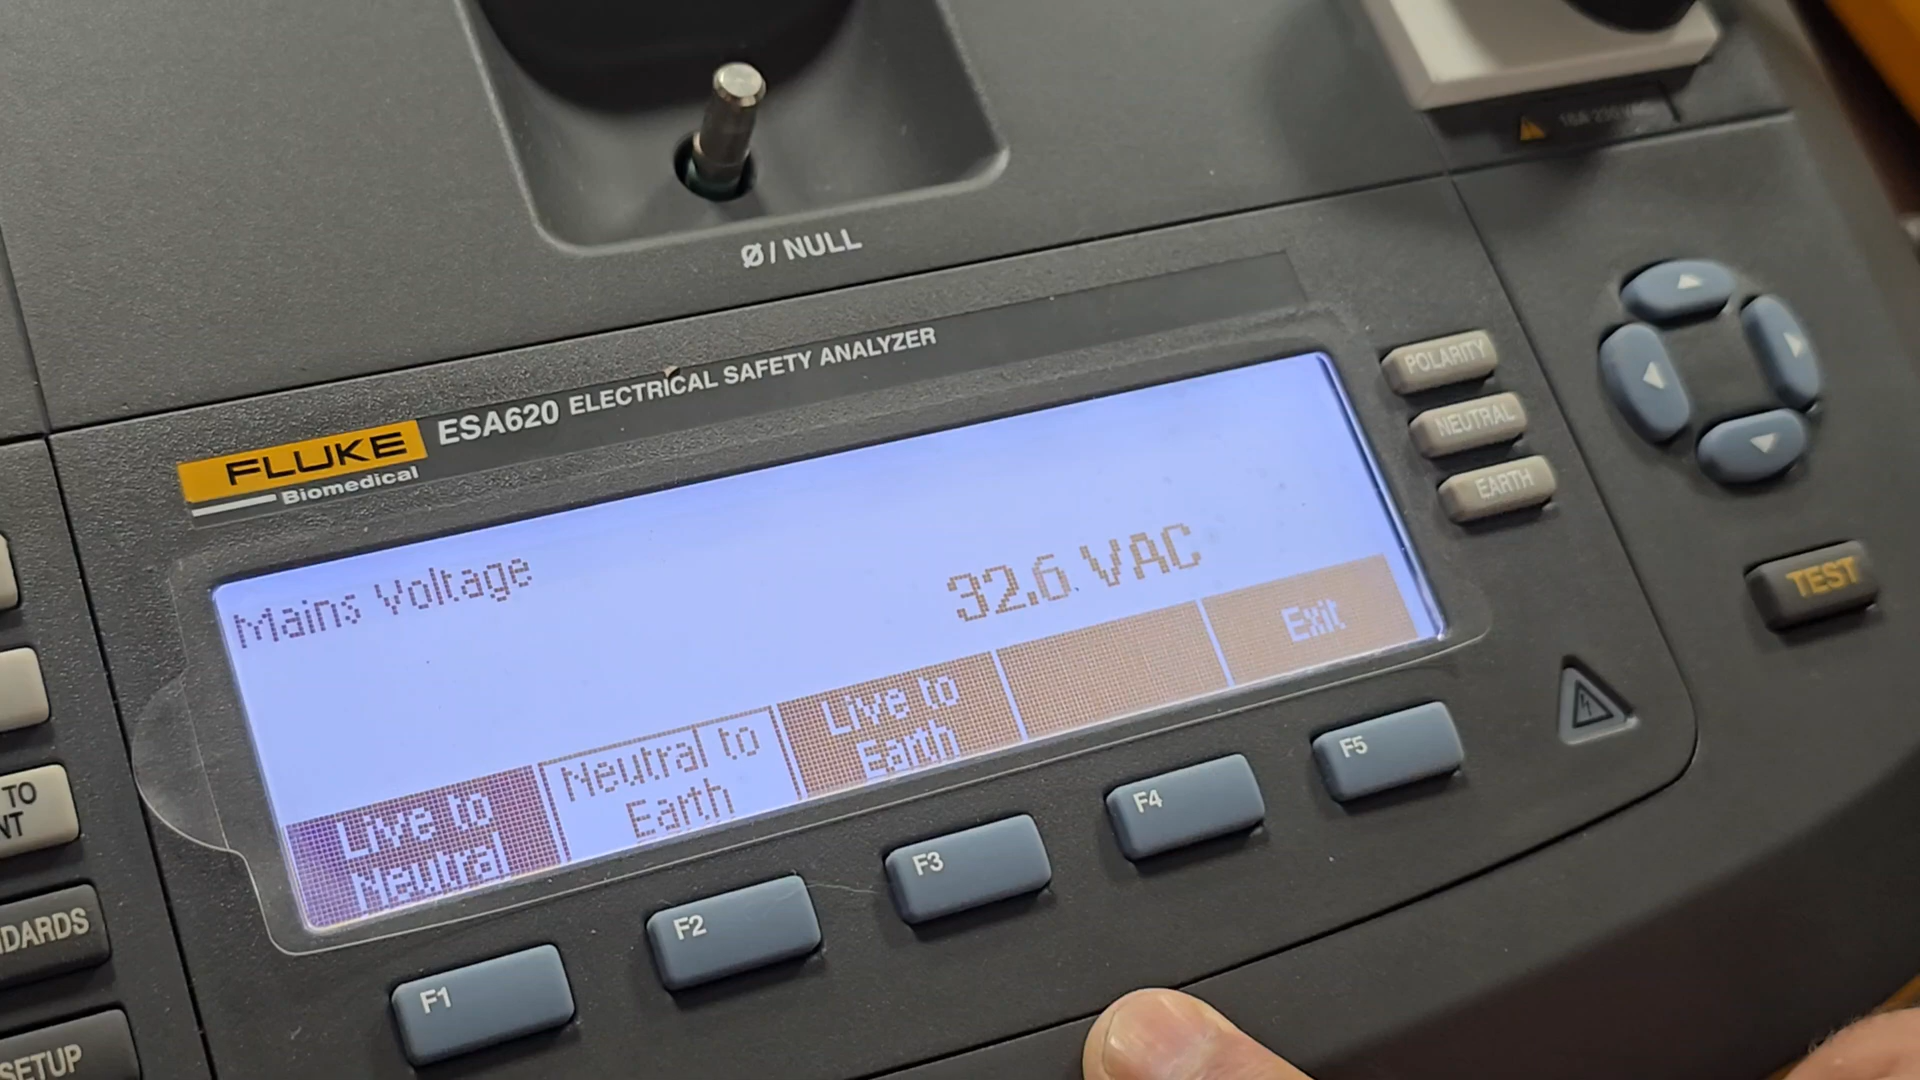 Ø / NULL
FLUKE
Biomedical
ESA620 ELECTRICAL SAFETY ANALYZER
POLARITY
NEUTRAL
EARTH
TEST
Mains Voltage
32.6 VAC
Live to
Neutral
Neutral to
Earth
Live to
Earth
Exit
F1
F2
F3
F4
F5
TO
NT
DARDS
SETUP